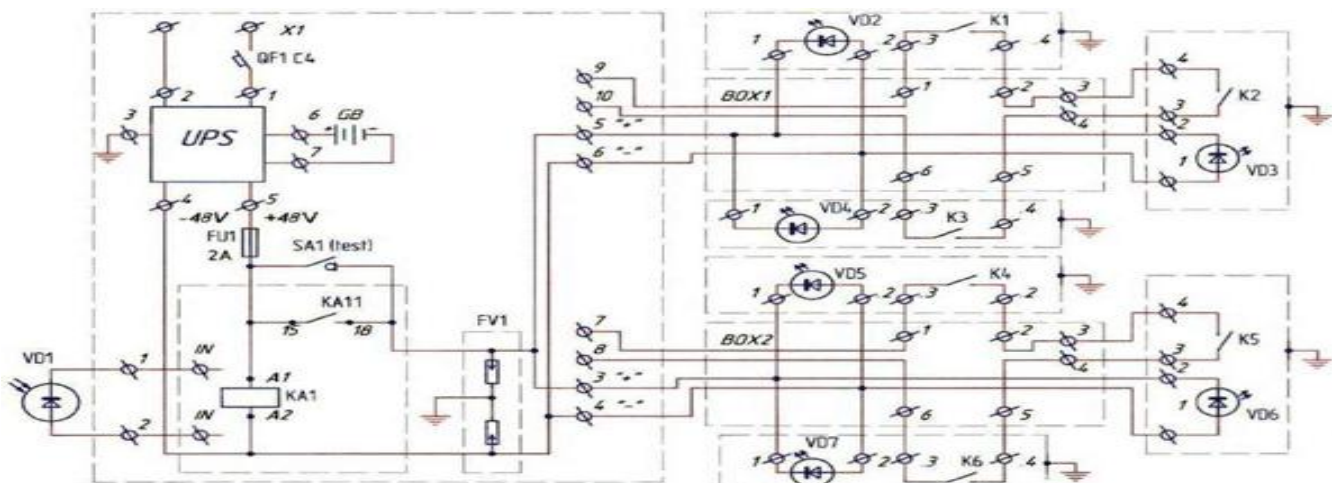 X1
QF1 C4
2 1
3 UPS 6 GB
7
4 5
-48V +48V
FU1
2A
SA1 (test)
KA11
15 18
VD1 1 IN
A1
KA1
A2
2 IN
FV1
9
10
5 "+"
6 "-"
7
8
3 "+"
4 "-"
1 VD2 2 3 K1 4
BOX1 1 2 3
4
6 5
1 VD4 2 3 K3 4
4
K2
3
2
1
VD3
VD5 K4
1 2 3 2
BOX2 1 2 3
4
6 5
VD7
1 2 3 K6 4
4
K5
3
2
1
VD6